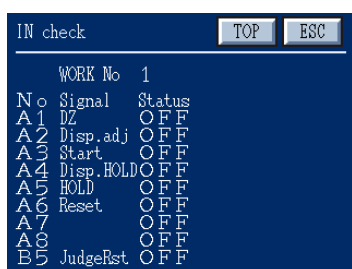 IN check TOP ESC
WORK No 1
No Signal Status
A1 DZ OFF
A2 Disp.adj OFF
A3 Start OFF
A4 Disp.HOLD OFF
A5 HOLD OFF
A6 Reset OFF
A7 OFF
A8 OFF
B5 JudgeRst OFF